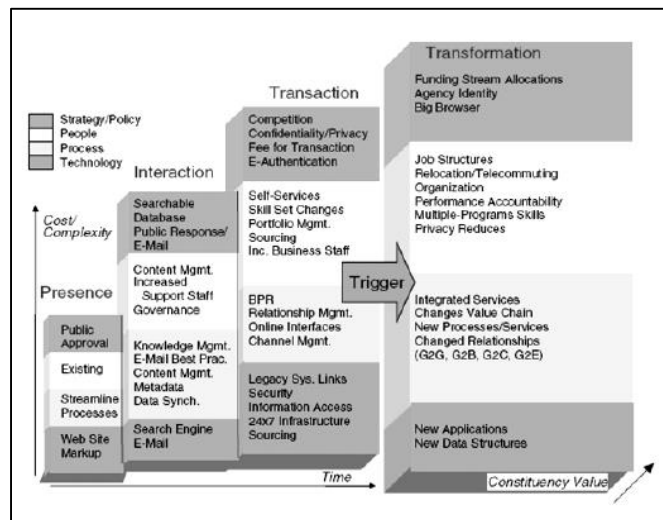 Transformation
Funding Stream Allocations
Agency Identity
Big Browser
Transaction
Strategy/Policy
People
Process
Technology
Competition
Confidentiality/Privacy
Fee for Transaction
E-Authentication
Interaction
Job Structures
Relocation/Telecommuting
Organization
Performance Accountability
Multiple-Programs Skills
Privacy Reduces
Searchable
Database
Public Response/
E-Mail
Self-Services
Skill Set Changes
Portfolio Mgmt.
Sourcing
Inc. Business Staff
Cost/
Complexity
Content Mgmt.
Increased
Support Staff
Governance
Trigger
Presence
Public
Approval
Existing
Streamline
Processes
Web Site
Markup
Knowledge Mgmt.
E-Mail Best Prac.
Content Mgmt.
Metadata
Data Synch.
Search Engine
E-Mail
BPR
Relationship Mgmt.
Online Interfaces
Channel Mgmt.
Legacy Sys. Links
Security
Information Access
24x7 Infrastructure
Sourcing
Integrated Services
Changes Value Chain
New Processes/Services
Changed Relationships
(G2G, G2B, G2C, G2E)
New Applications
New Data Structures
Time
Constituency Value